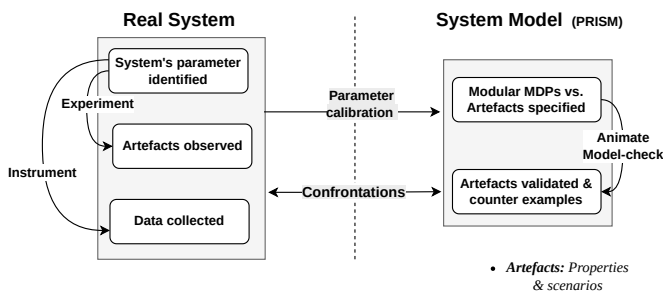 Real System
System Model (PRISM)
System's parameter
identified
Experiment
Artefacts observed
Instrument
Data collected
Parameter
calibration
Confrontations
Modular MDPs vs.
Artefacts specified
Animate
Model-check
Artefacts validated &
counter examples
• Artefacts: Properties
& scenarios